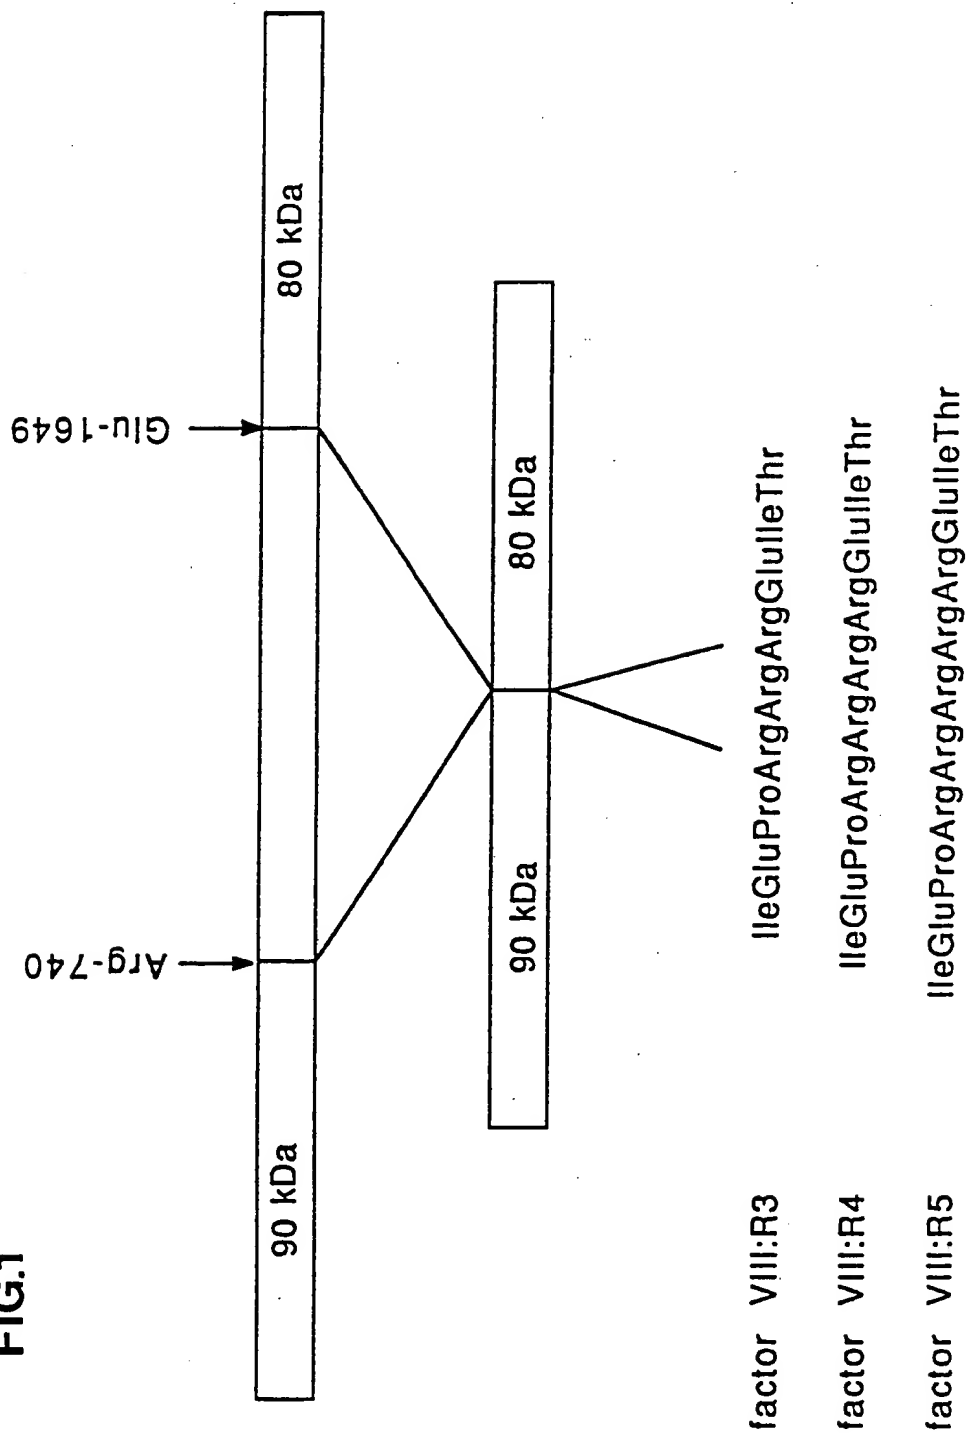 FIG.1
Arg-740
Glu-1649
90 kDa
80 kDa
90 kDa
80 kDa
factor VIII:R3 IleGluProArgArgArgGluIleThr
factor VIII:R4 IleGluProArgArgArgArgGluIleThr
factor VIII:R5 IleGluProArgArgArgArgArgGluIleThr